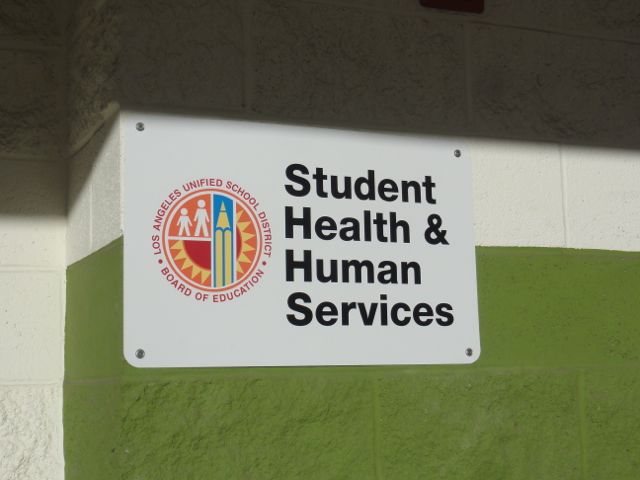 LOS ANGELES UNIFIED SCHOOL DISTRICT
• BOARD OF EDUCATION •
Student
Health &
Human
Services